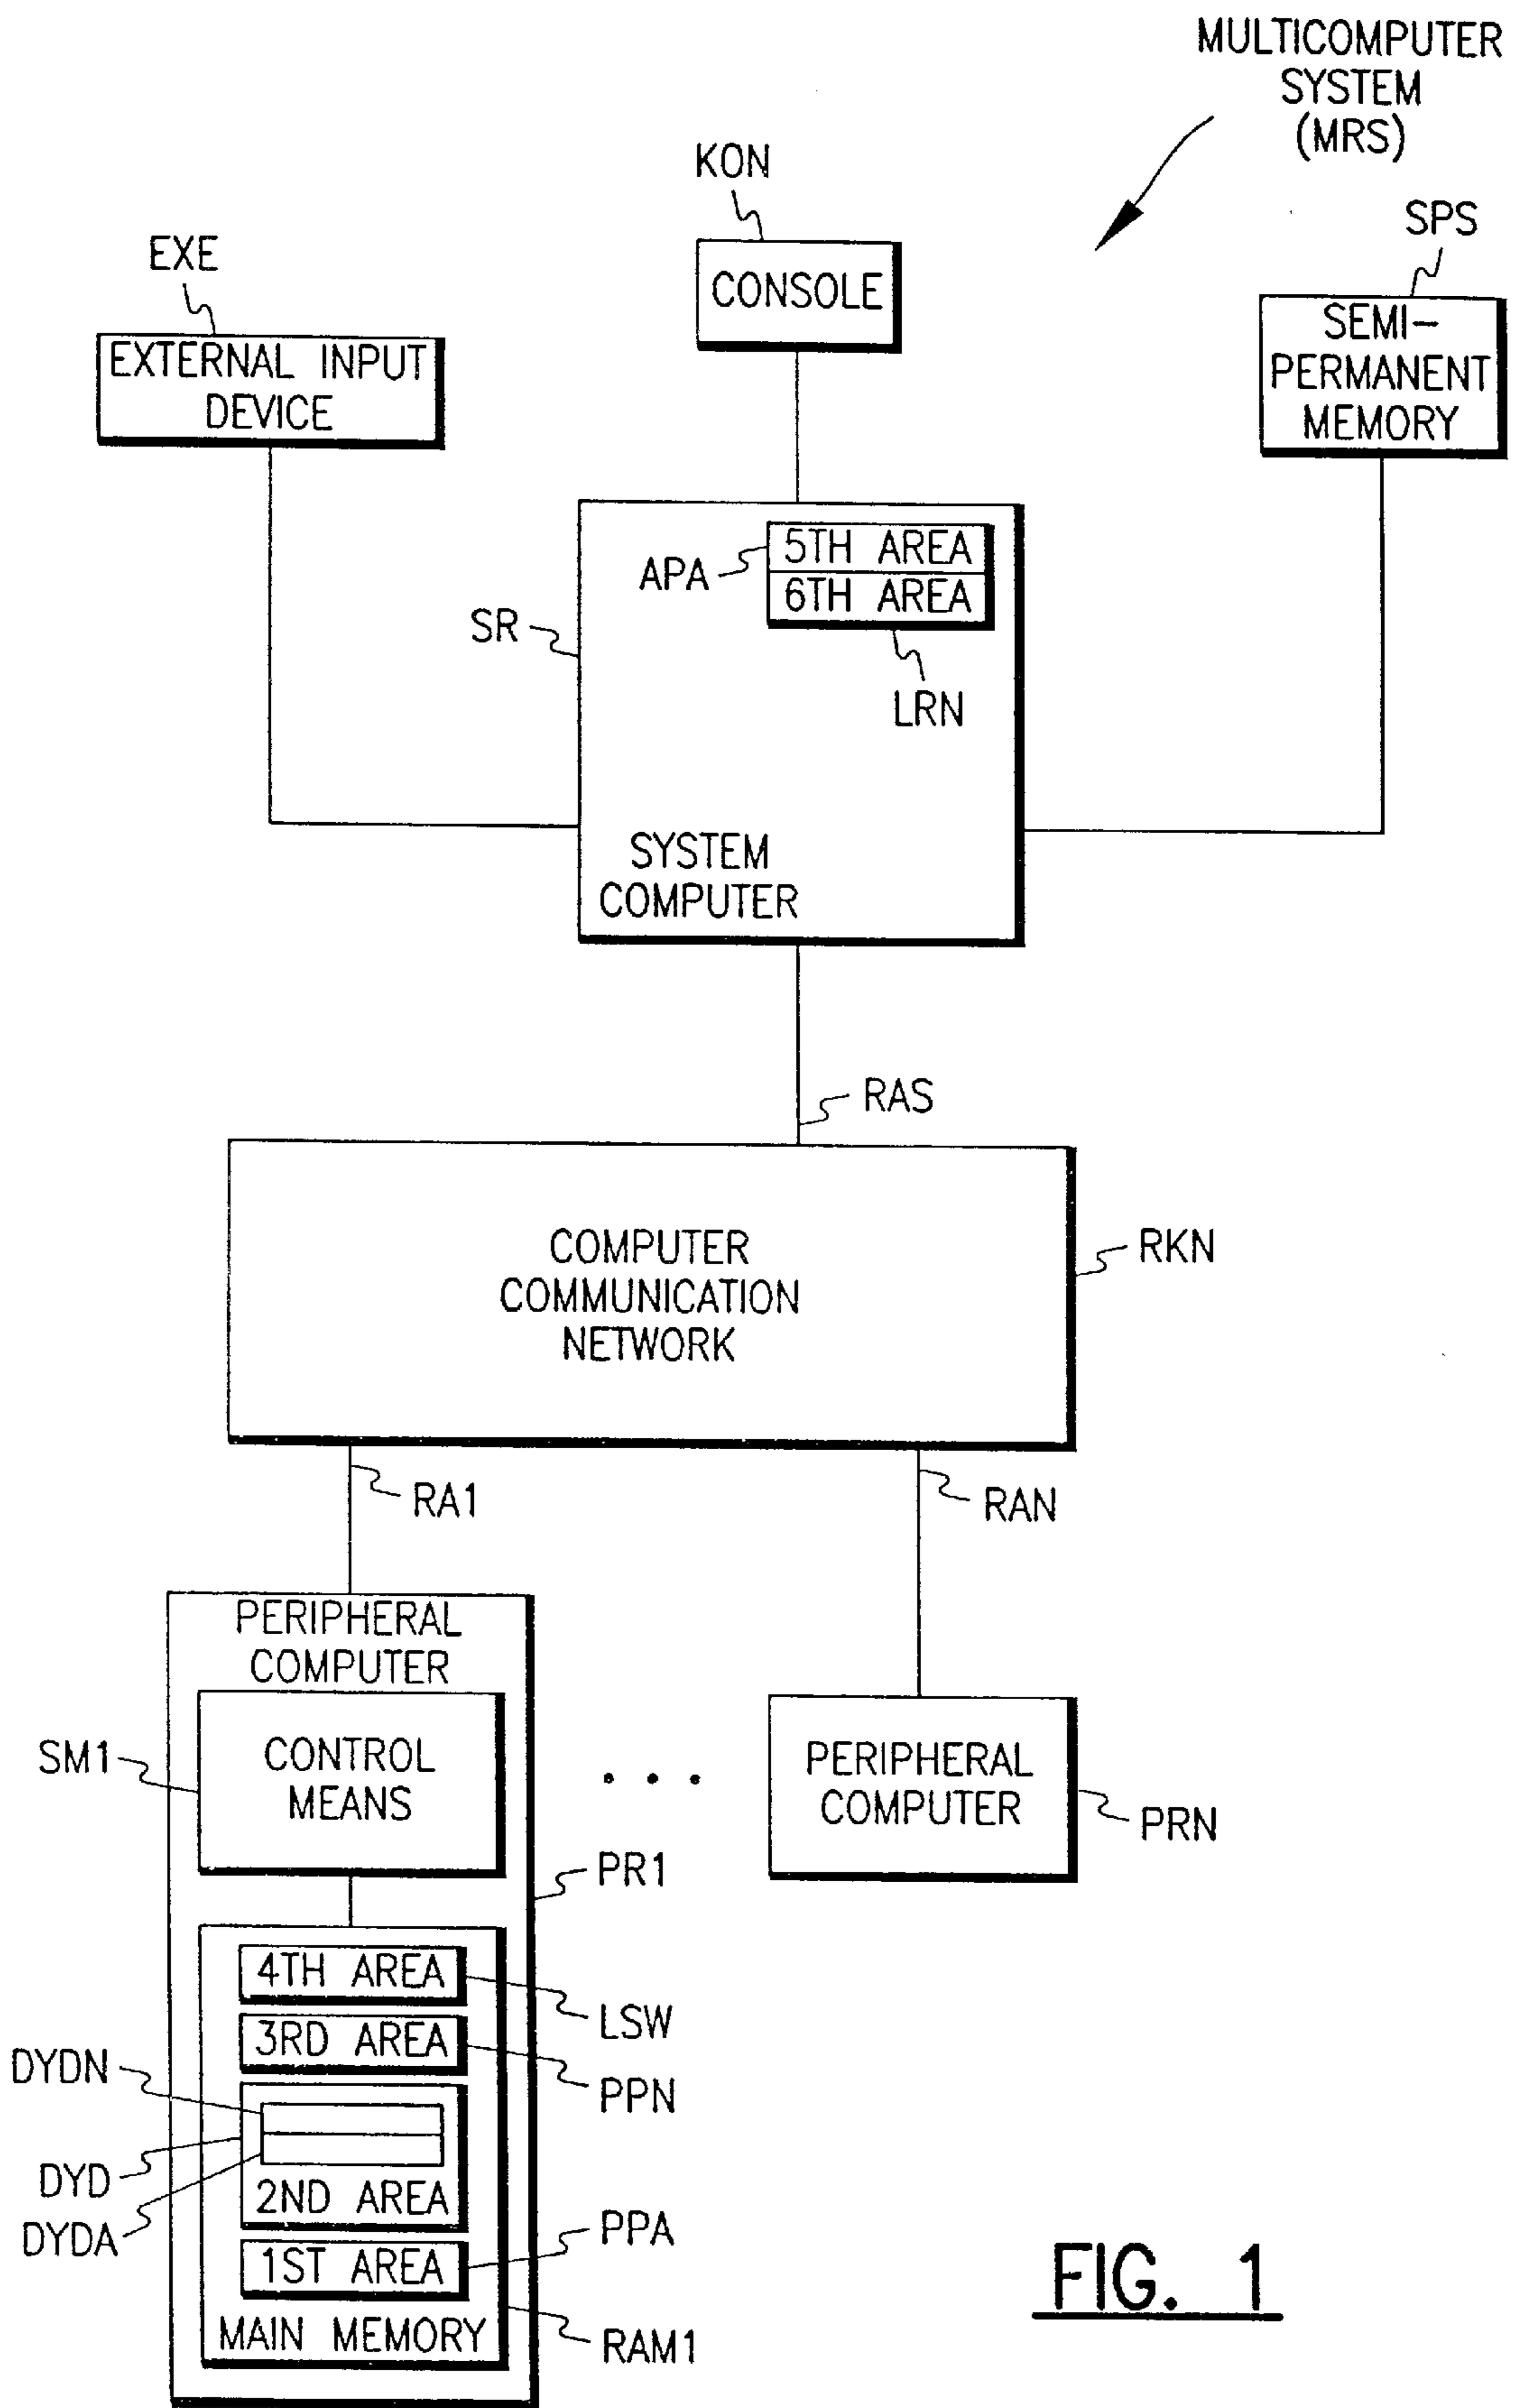 MULTICOMPUTER
SYSTEM
(MRS)
KON
SPS
EXE
CONSOLE
SEMI-
PERMANENT
MEMORY
EXTERNAL INPUT
DEVICE
5TH AREA
APA
6TH AREA
SR
LRN
SYSTEM
COMPUTER
RAS
RKN
COMPUTER
COMMUNICATION
NETWORK
RA1
RAN
PERIPHERAL
COMPUTER
SM1
CONTROL
MEANS
• • •
PERIPHERAL
COMPUTER
PRN
PR1
4TH AREA
LSW
3RD AREA
DYDN
PPN
DYD
2ND AREA
DYDA
PPA
1ST AREA
MAIN MEMORY
RAM1
FIG. 1